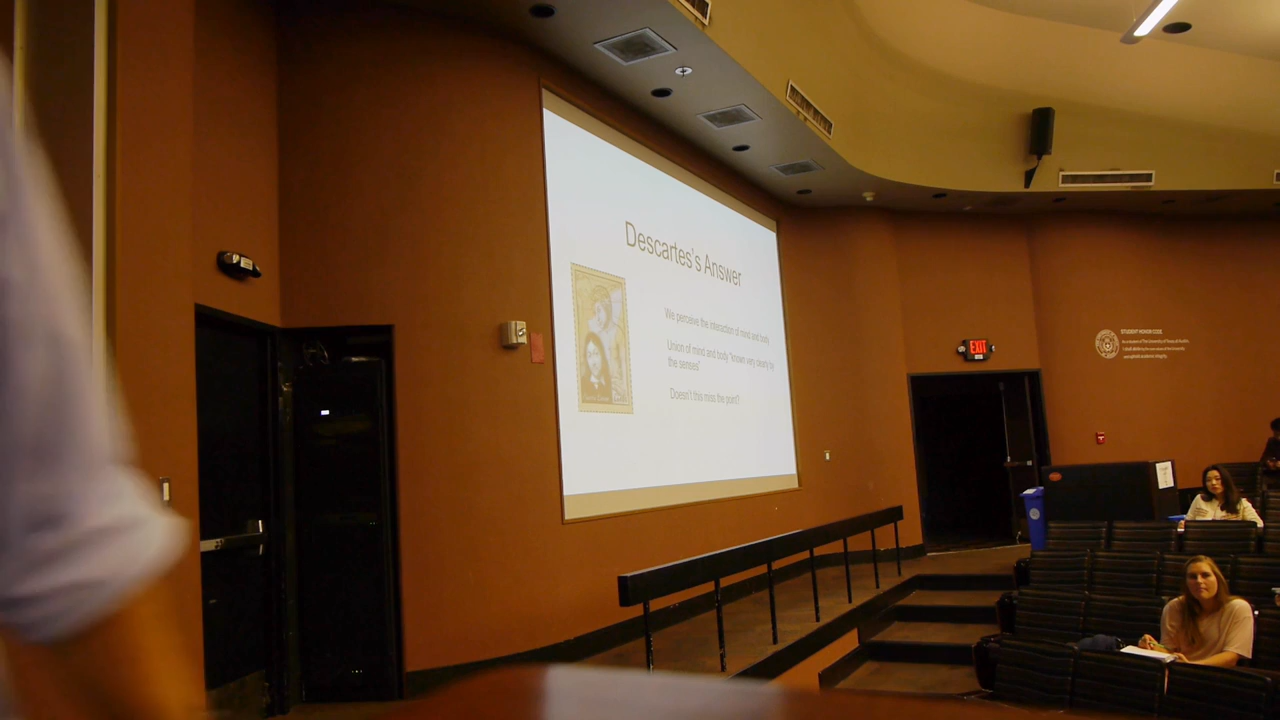 Descartes's Answer
We perceive the interaction of mind and body
Union of mind and body "known very clearly by
the senses"
Doesn't this miss the point?
EXIT
STUDENT HONOR CODE